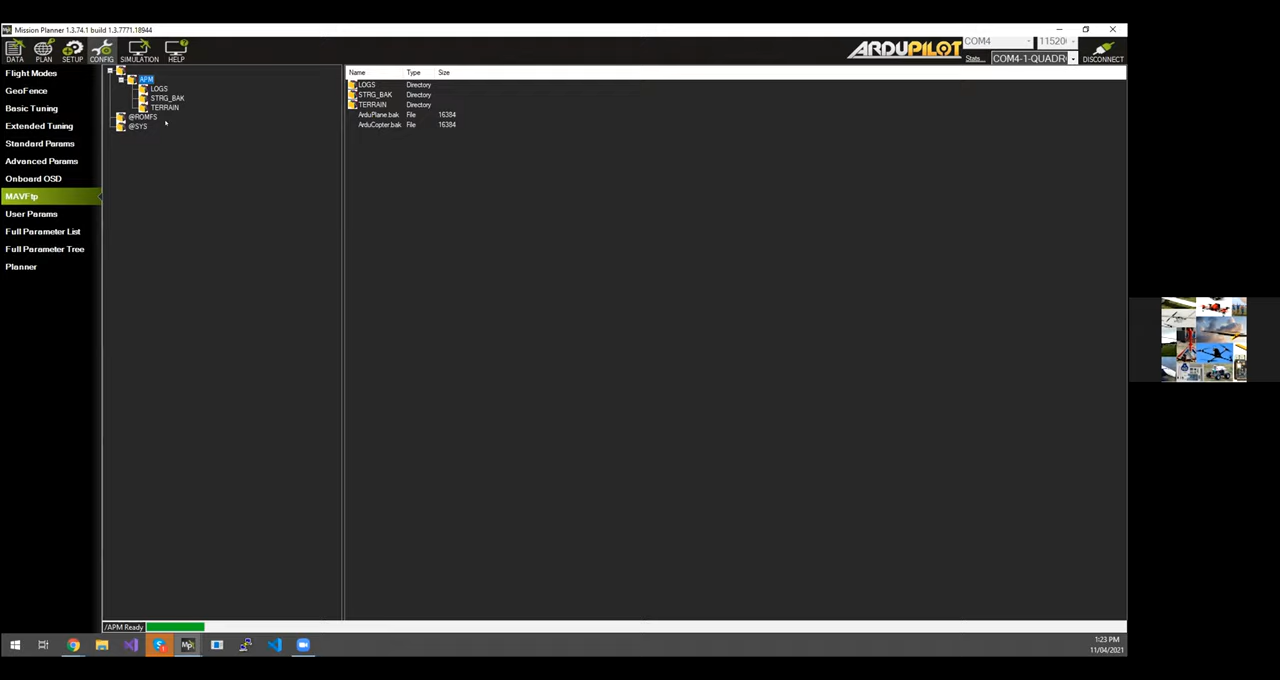 Mission Planner 1.3.74.1 build 1.3.7771.18944
DATA PLAN SETUP CONFIG SIMULATION HELP
ARDUPILOT COM4 11520
Stats... COM4-1-QUADR DISCONNECT
Flight Modes
GeoFence
Basic Tuning
Extended Tuning
Standard Params
Advanced Params
Onboard OSD
MAVFtp
User Params
Full Parameter List
Full Parameter Tree
Planner
APM
LOGS
STRG_BAK
TERRAIN
@ROMFS
@SYS
Name Type Size
LOGS Directory
STRG_BAK Directory
TERRAIN Directory
ArduPlane.bak File 16384
ArduCopter.bak File 16384
/APM Ready
1:23 PM
11/04/2021